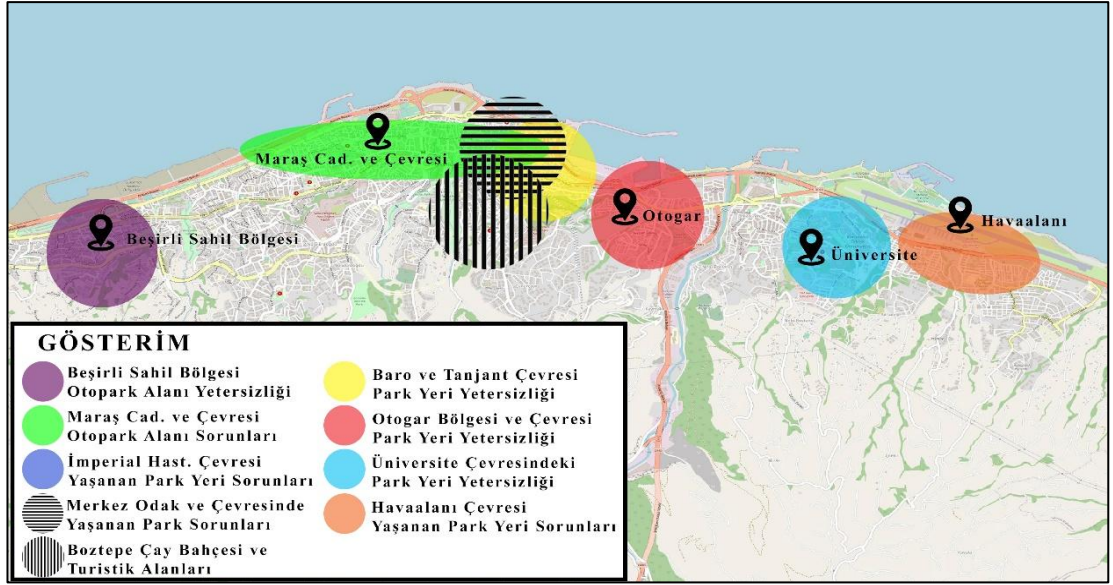 Maraş Cad. ve Çevresi
Beşirli Sahil Bölgesi
Otogar
Üniversite
Havaalanı
GÖSTERİM
Beşirli Sahil Bölgesi
Otopark Alanı Yetersizliği
Maraş Cad. ve Çevresi
Otopark Alanı Sorunları
İmperial Hast. Çevresi
Yaşanan Park Yeri Sorunları
Merkez Odak ve Çevresinde
Yaşanan Park Sorunları
Boztepe Çay Bahçesi ve
Turistik Alanları
Baro ve Tanjant Çevresi
Park Yeri Yetersizliği
Otogar Bölgesi ve Çevresi
Park Yeri Yetersizliği
Üniversite Çevresindeki
Park Yeri Yetersizliği
Havaalanı Çevresi
Yaşanan Park Yeri Sorunları